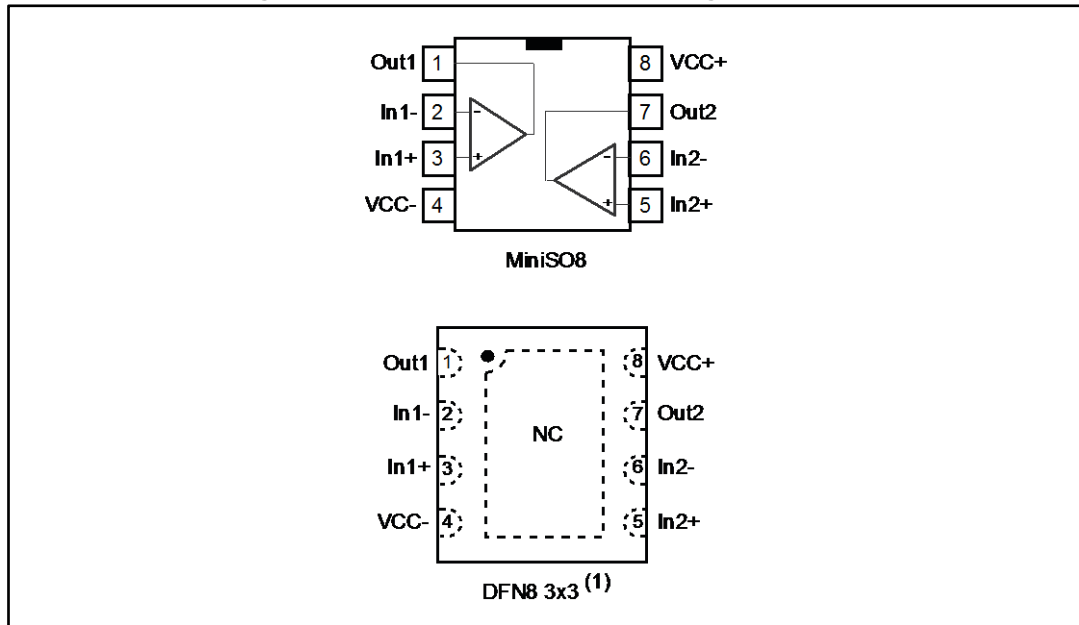 Out1 1 8 VCC+
In1- 2 - 7 Out2
In1+ 3 + - 6 In2-
VCC- 4 + 5 In2+
MiniSO8
Out1 1 8 VCC+
In1- 2 7 Out2
NC
In1+ 3 6 In2-
VCC- 4 5 In2+
DFN8 3x3 (1)